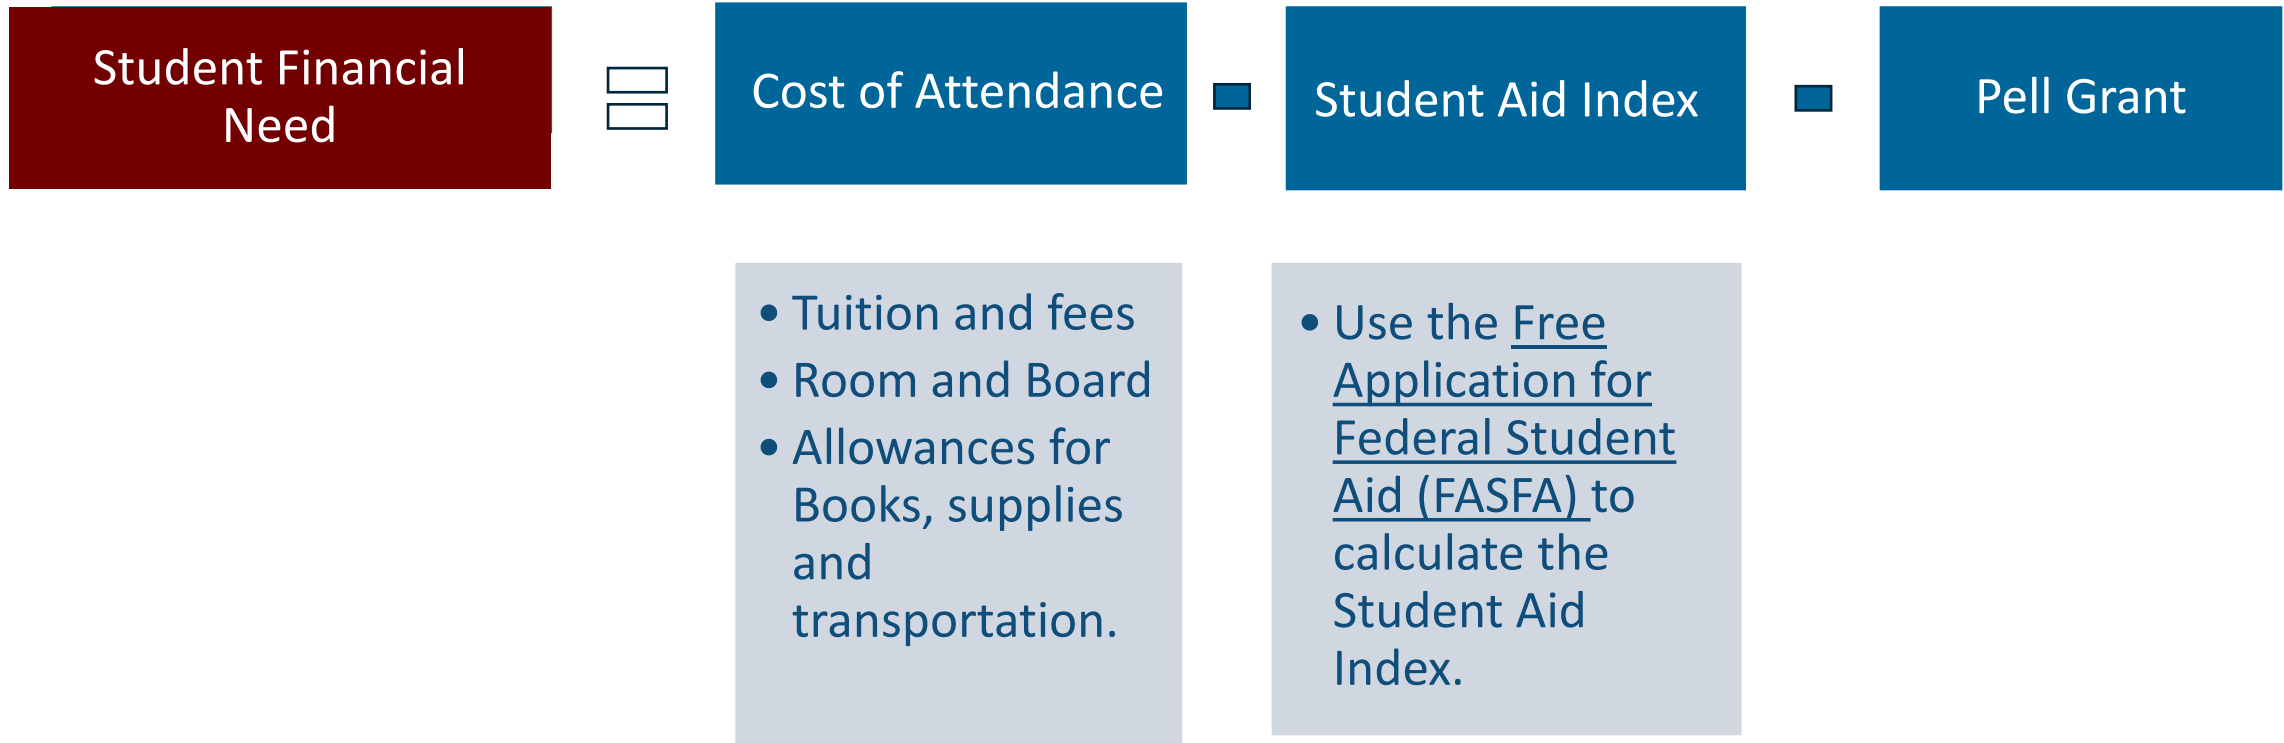 Student Financial
Need
Cost of Attendance
Student Aid Index
Pell Grant
• Tuition and fees
• Room and Board
• Allowances for
Books, supplies
and
transportation.
• Use the Free
Application for
Federal Student
Aid (FASFA) to
calculate the
Student Aid
Index.